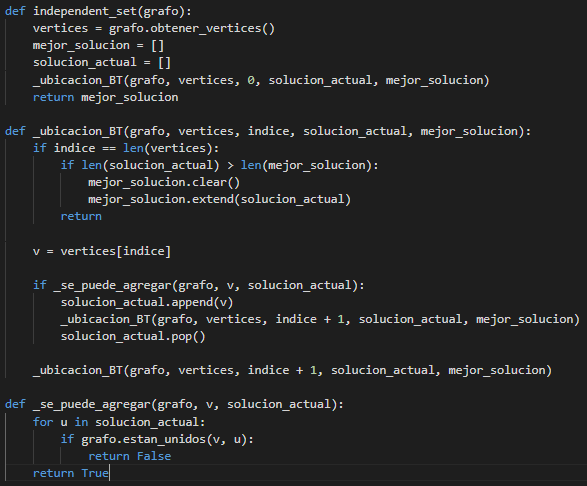 def independent_set(grafo):
    vertices = grafo.obtener_vertices()
    mejor_solucion = []
    solucion_actual = []
    _ubicacion_BT(grafo, vertices, 0, solucion_actual, mejor_solucion)
    return mejor_solucion

def _ubicacion_BT(grafo, vertices, indice, solucion_actual, mejor_solucion):
    if indice == len(vertices):
        if len(solucion_actual) > len(mejor_solucion):
            mejor_solucion.clear()
            mejor_solucion.extend(solucion_actual)
        return

    v = vertices[indice]

    if _se_puede_agregar(grafo, v, solucion_actual):
        solucion_actual.append(v)
        _ubicacion_BT(grafo, vertices, indice + 1, solucion_actual, mejor_solucion)
        solucion_actual.pop()

    _ubicacion_BT(grafo, vertices, indice + 1, solucion_actual, mejor_solucion)

def _se_puede_agregar(grafo, v, solucion_actual):
    for u in solucion_actual:
        if grafo.estan_unidos(v, u):
            return False
    return True